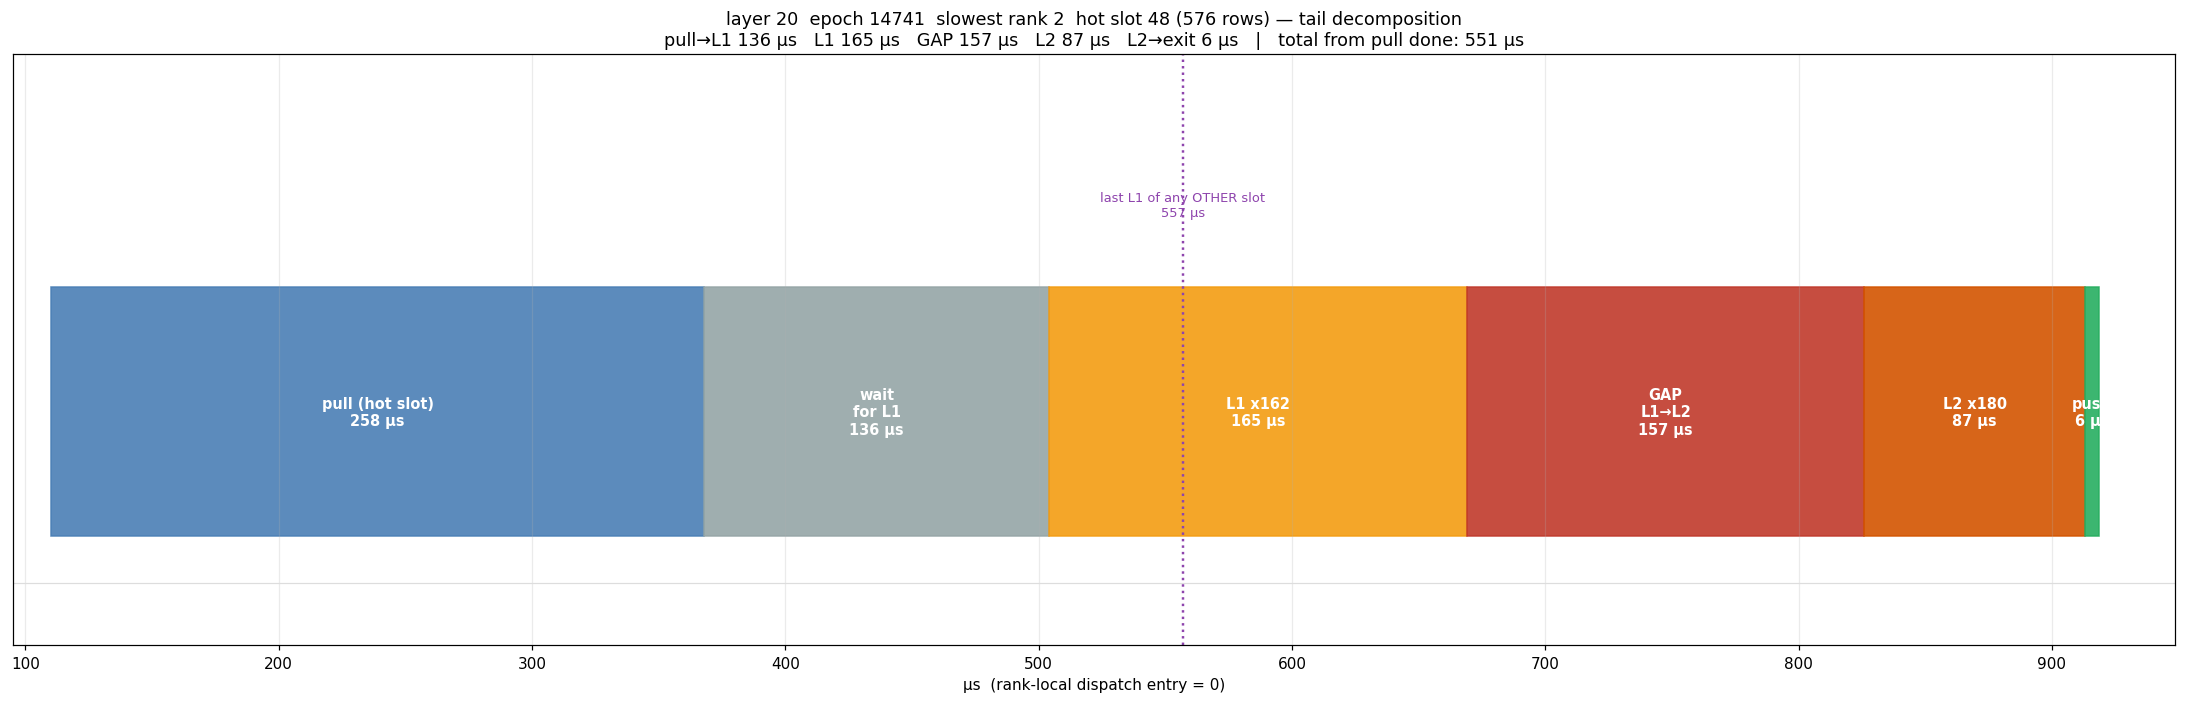 layer 20  epoch 14741  slowest rank 2  hot slot 48 (576 rows) — tail decomposition
pull→L1 136 µs   L1 165 µs   GAP 157 µs   L2 87 µs   L2→exit 6 µs   |   total from pull done: 551 µs
last L1 of any OTHER slot
557 µs
pull (hot slot)
258 µs
wait
for L1
136 µs
L1 x162
165 µs
GAP
L1→L2
157 µs
L2 x180
87 µs
pus
6 µ
100 200 300 400 500 600 700 800 900
µs  (rank-local dispatch entry = 0)